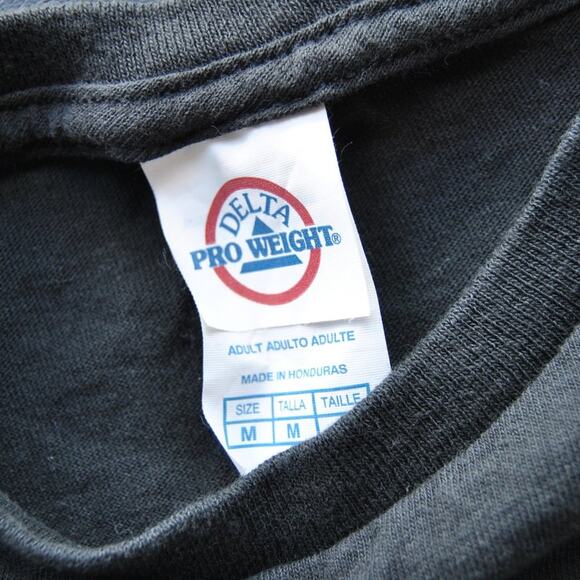 DELTA
PRO WEIGHT®
ADULT ADULTO ADULTE
MADE IN HONDURAS
SIZE TALLA TAILLE
M M